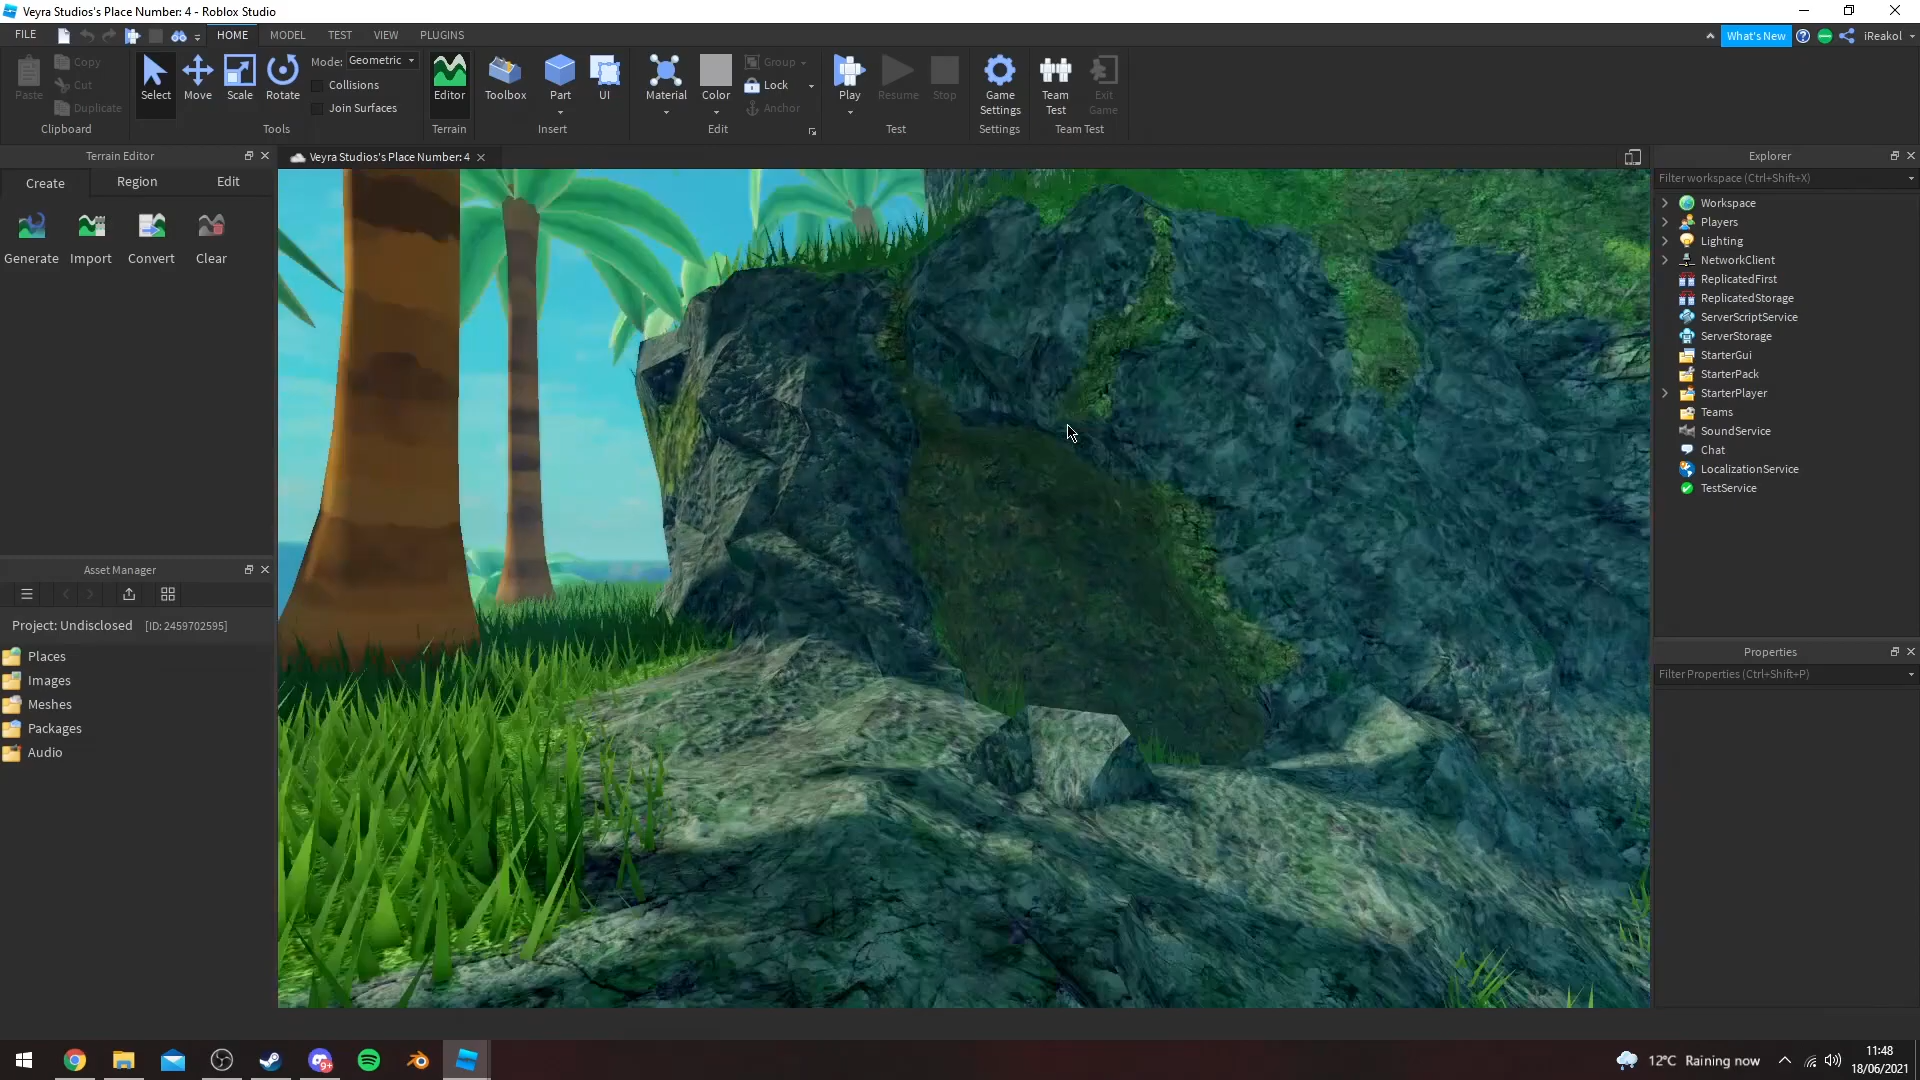 Veyra Studios's Place Number: 4 - Roblox Studio
FILE HOME MODEL TEST VIEW PLUGINS What's New iReakol
Paste Copy Cut Duplicate Clipboard
Select Move Scale Rotate Mode: Geometric Collisions Join Surfaces Tools
Editor Terrain
Toolbox Part UI Insert
Material Color Group Lock Anchor Edit
Play Resume Stop Test
Game Settings Settings
Team Test Exit Game Team Test
Terrain Editor
Create Region Edit
Generate Import Convert Clear
Veyra Studios's Place Number: 4
Asset Manager
Project: Undisclosed [ID: 2459702595]
Places
Images
Meshes
Packages
Audio
Explorer
Filter workspace (Ctrl+Shift+X)
Workspace
Players
Lighting
NetworkClient
ReplicatedFirst
ReplicatedStorage
ServerScriptService
ServerStorage
StarterGui
StarterPack
StarterPlayer
Teams
SoundService
Chat
LocalizationService
TestService
Properties
Filter Properties (Ctrl+Shift+P)
9+
12°C Raining now
11:48
18/06/2021